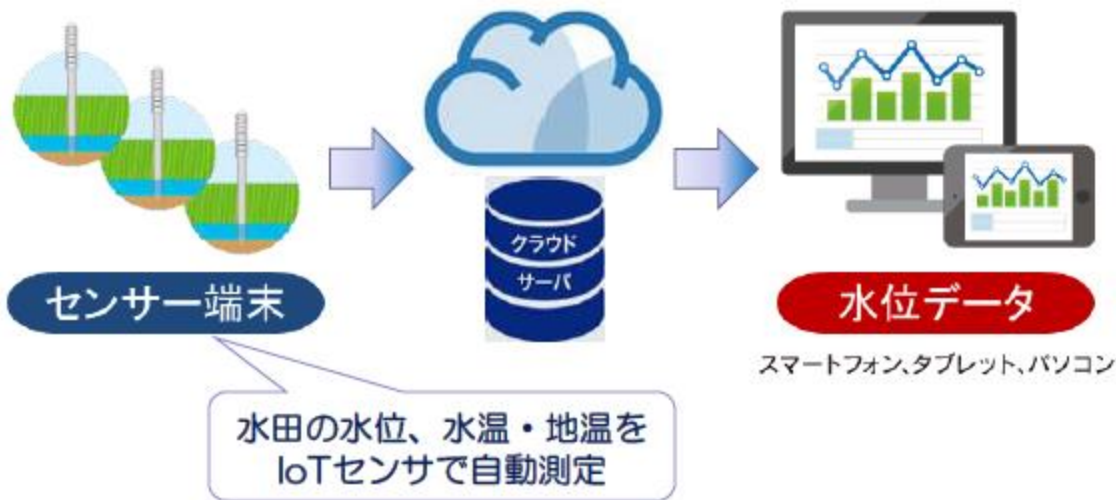 クラウド
サーバ
センサー端末
水位データ
スマートフォン、タブレット、パソコン
水田の水位、水温・地温を
IoTセンサで自動測定